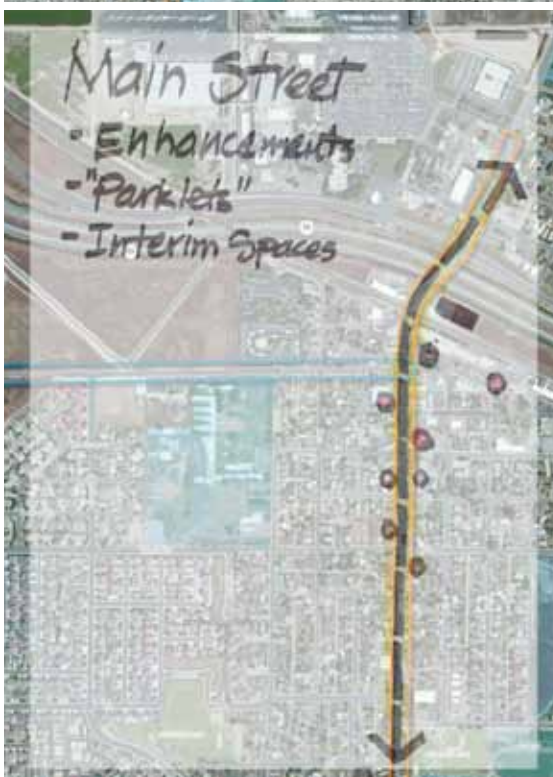 Main Street
- Enhancements
- "Parklets"
- Interim Spaces